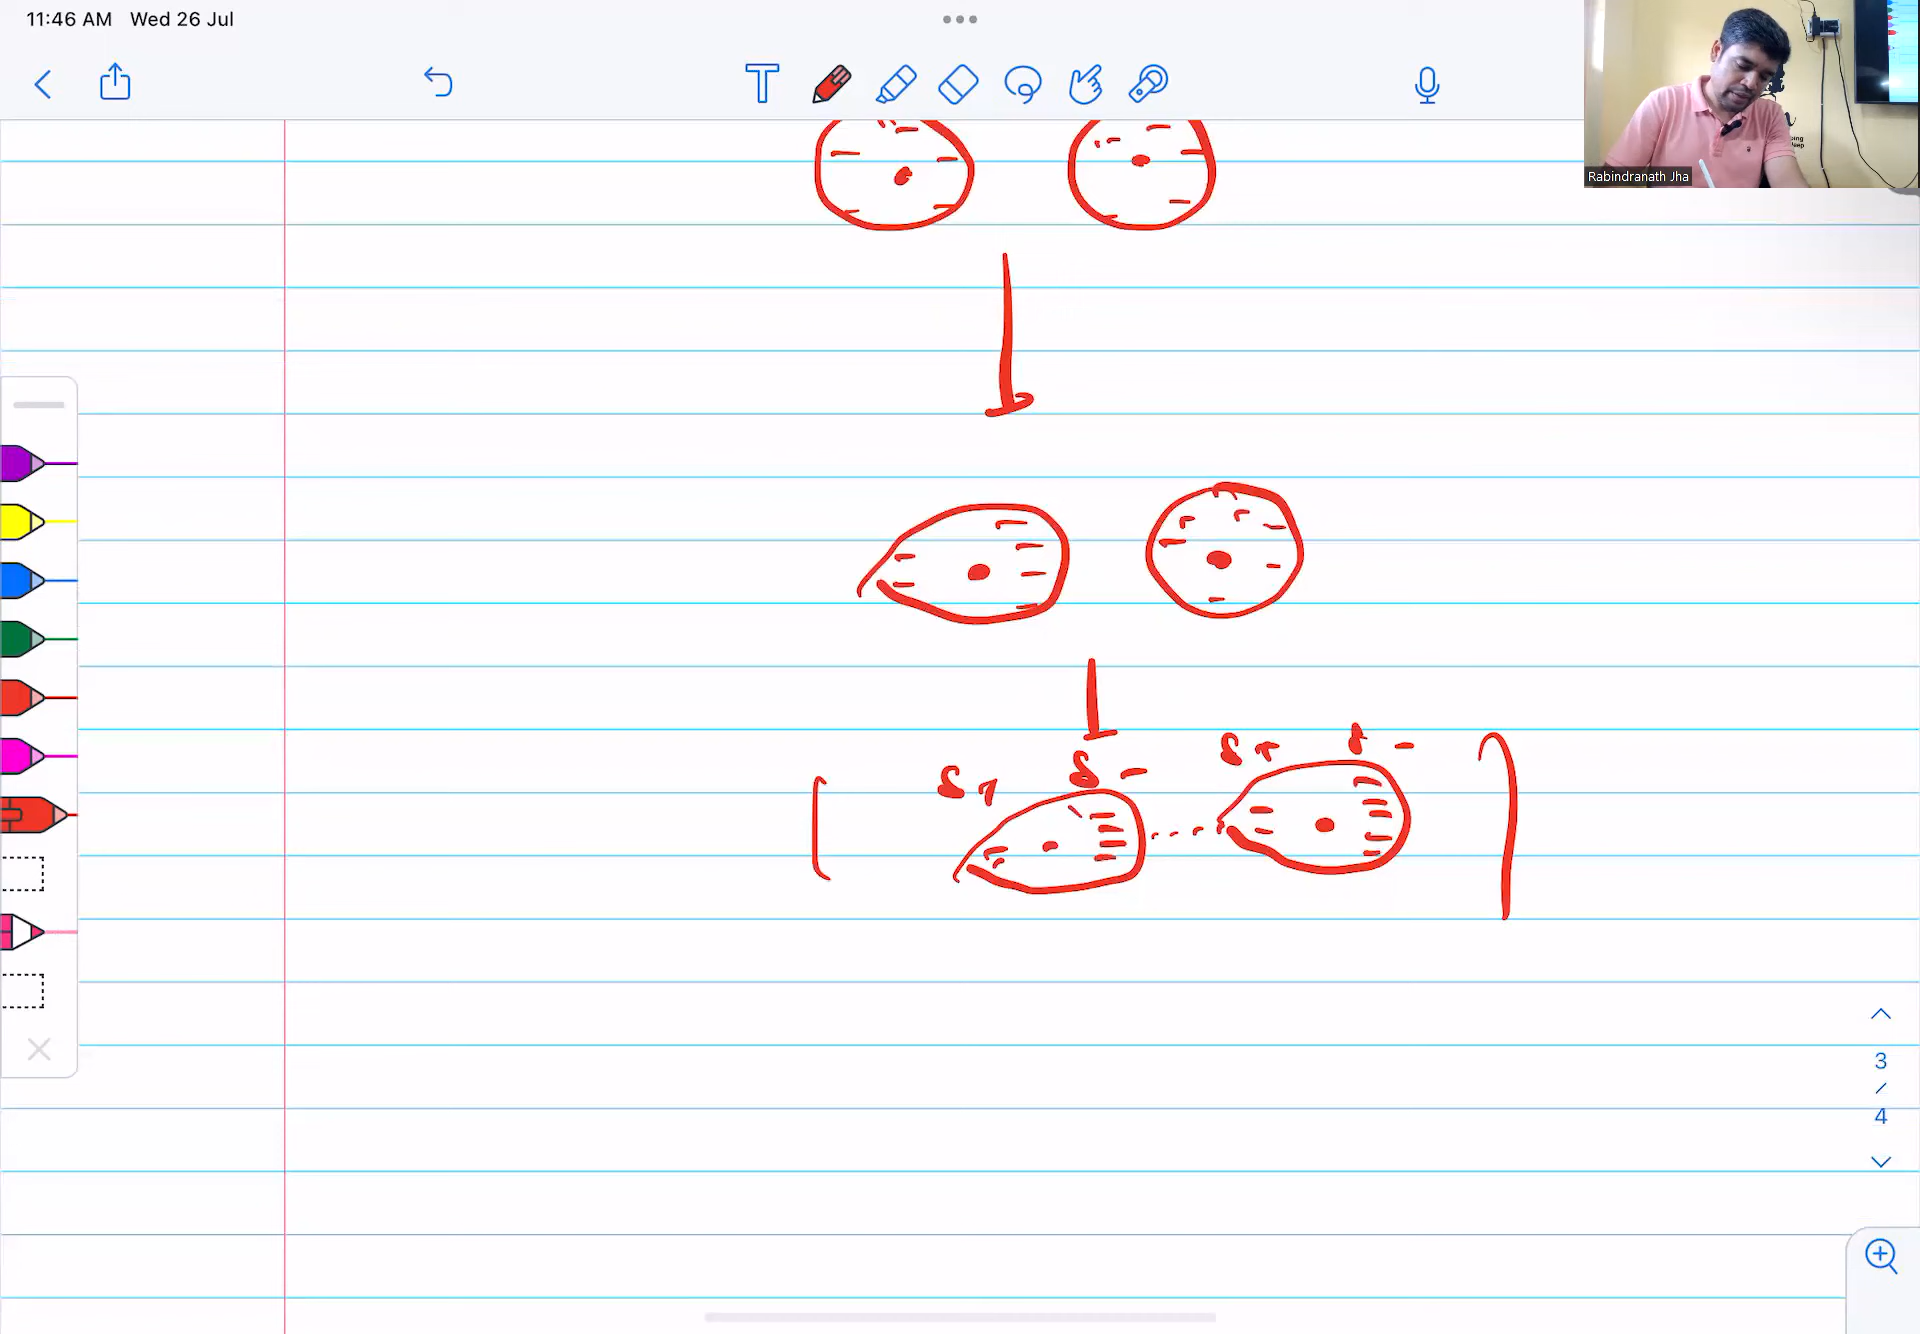 11:46 AM Wed 26 Jul
T
Rabindranath Jha
δ+ δ- δ+ δ-
3
/
4